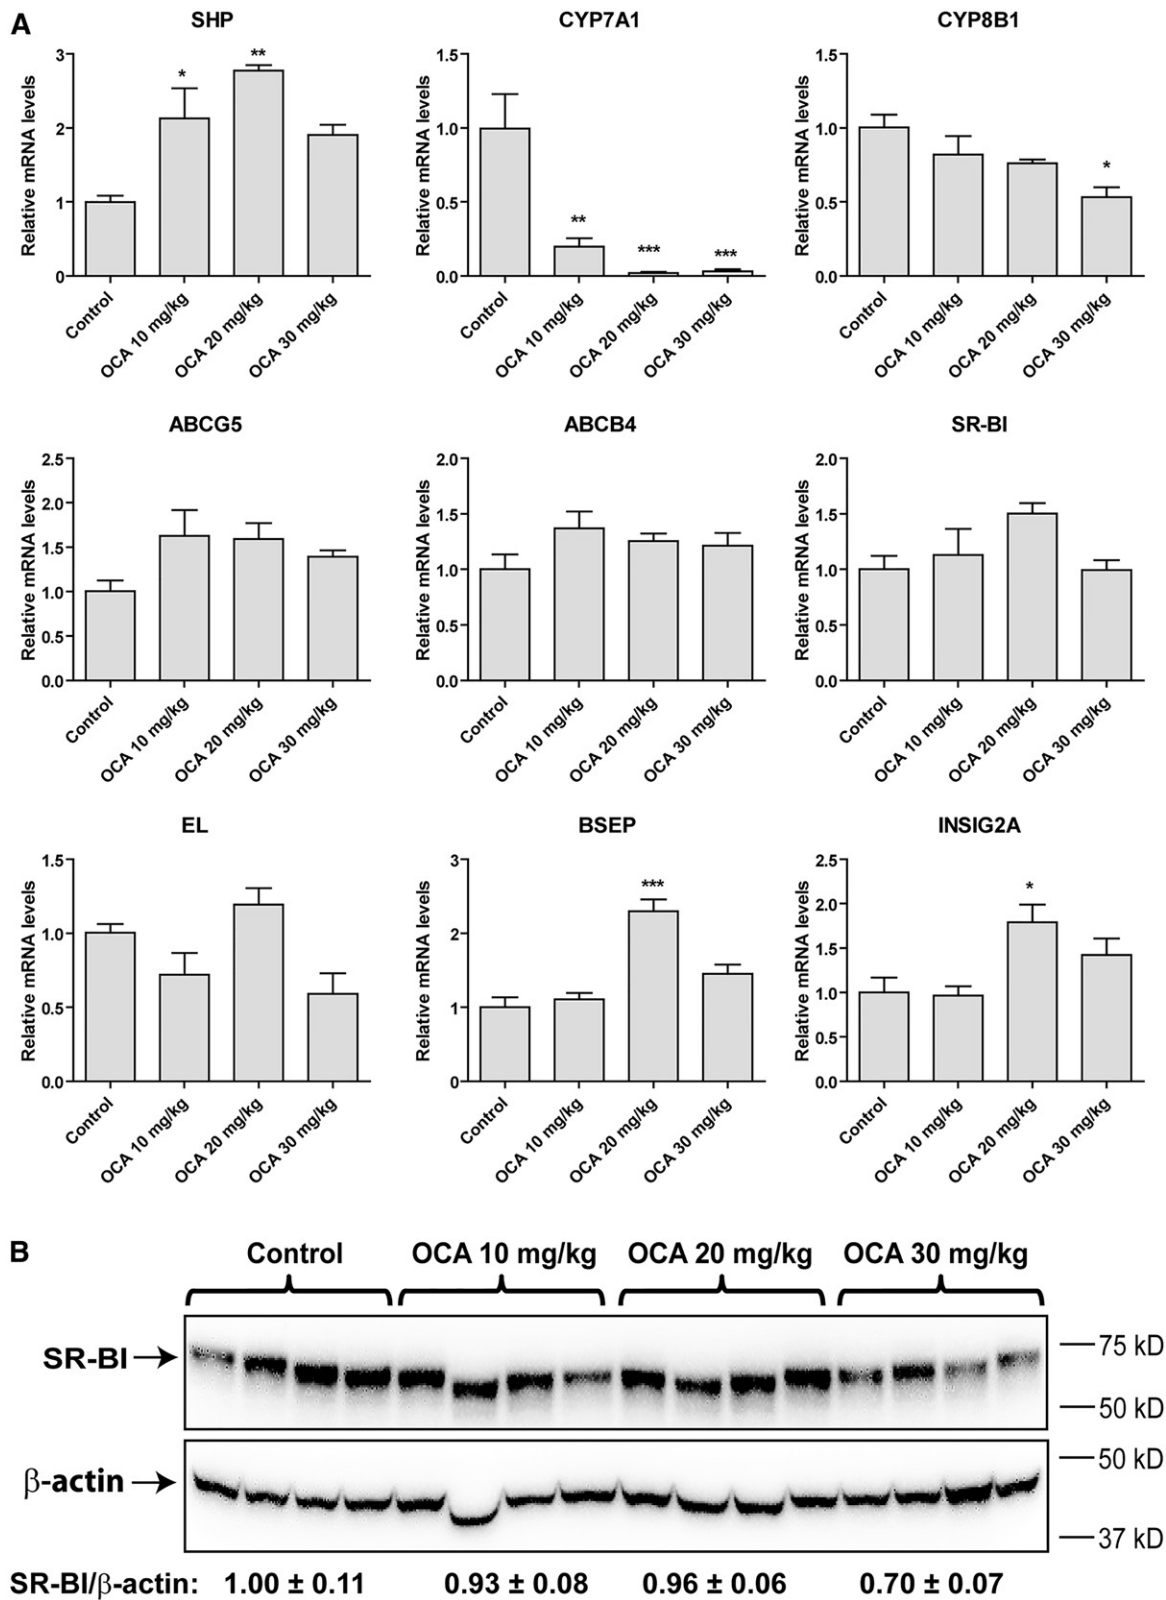 A
SHP
CYP7A1
CYP8B1
Relative mRNA levels
3
2
1
0
*
**
Control
OCA 10 mg/kg
OCA 20 mg/kg
OCA 30 mg/kg
Relative mRNA levels
1.5
1.0
0.5
0.0
**
***
***
Control
OCA 10 mg/kg
OCA 20 mg/kg
OCA 30 mg/kg
Relative mRNA levels
1.5
1.0
0.5
0.0
*
Control
OCA 10 mg/kg
OCA 20 mg/kg
OCA 30 mg/kg
ABCG5
ABCB4
SR-BI
Relative mRNA levels
2.5
2.0
1.5
1.0
0.5
0.0
Control
OCA 10 mg/kg
OCA 20 mg/kg
OCA 30 mg/kg
Relative mRNA levels
2.0
1.5
1.0
0.5
0.0
Control
OCA 10 mg/kg
OCA 20 mg/kg
OCA 30 mg/kg
Relative mRNA levels
2.0
1.5
1.0
0.5
0.0
Control
OCA 10 mg/kg
OCA 20 mg/kg
OCA 30 mg/kg
EL
BSEP
INSIG2A
Relative mRNA levels
1.5
1.0
0.5
0.0
Control
OCA 10 mg/kg
OCA 20 mg/kg
OCA 30 mg/kg
Relative mRNA levels
3
2
1
0
***
Control
OCA 10 mg/kg
OCA 20 mg/kg
OCA 30 mg/kg
Relative mRNA levels
2.5
2.0
1.5
1.0
0.5
0.0
*
Control
OCA 10 mg/kg
OCA 20 mg/kg
OCA 30 mg/kg
B
Control OCA 10 mg/kg OCA 20 mg/kg OCA 30 mg/kg
SR-BI
75 kD
50 kD
β-actin
50 kD
37 kD
SR-BI/β-actin: 1.00 ± 0.11 0.93 ± 0.08 0.96 ± 0.06 0.70 ± 0.07